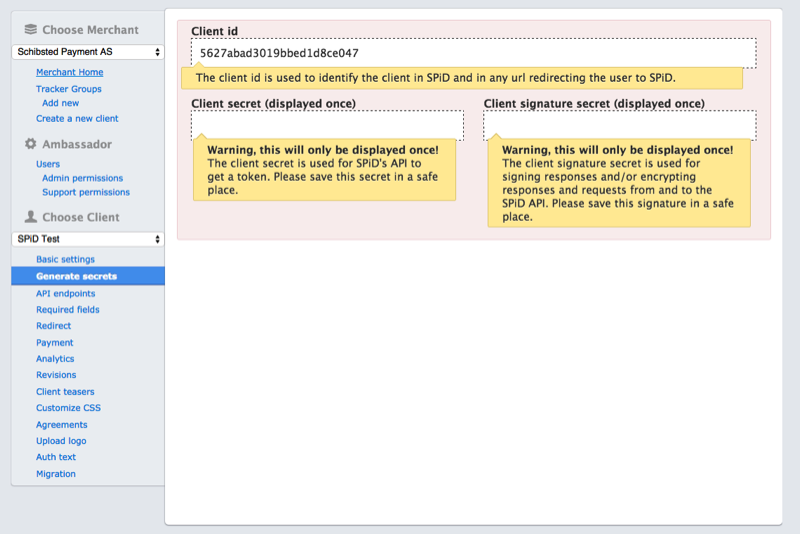 Choose Merchant
Schibsted Payment AS
Merchant Home
Tracker Groups
Add new
Create a new client
Ambassador
Users
Admin permissions
Support permissions
Choose Client
SPiD Test
Basic settings
Generate secrets
API endpoints
Required fields
Redirect
Payment
Analytics
Revisions
Client teasers
Customize CSS
Agreements
Upload logo
Auth text
Migration
Client id
5627abad3019bbed1d8ce047
The client id is used to identify the client in SPiD and in any url redirecting the user to SPiD.
Client secret (displayed once)
Warning, this will only be displayed once!
The client secret is used for SPiD's API to
get a token. Please save this secret in a safe
place.
Client signature secret (displayed once)
Warning, this will only be displayed once!
The client signature secret is used for
signing responses and/or encrypting
responses and requests from and to the
SPiD API. Please save this signature in a safe
place.